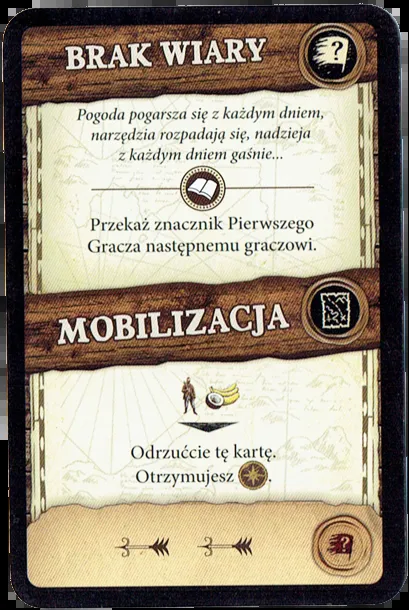 BRAK WIARY
?
Pogoda pogarsza się z każdym dniem,
narzędzia rozpadają się, nadzieja
z każdym dniem gaśnie...
Przekaż znacznik Pierwszego
Gracza następnemu graczowi.
MOBILIZACJA
Odrzućcie tę kartę.
Otrzymujesz .
?